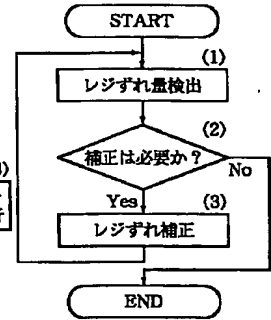 START
(1)
レジずれ量検出
(2)
補正は必要か？
No
Yes
(3)
レジずれ補正
END